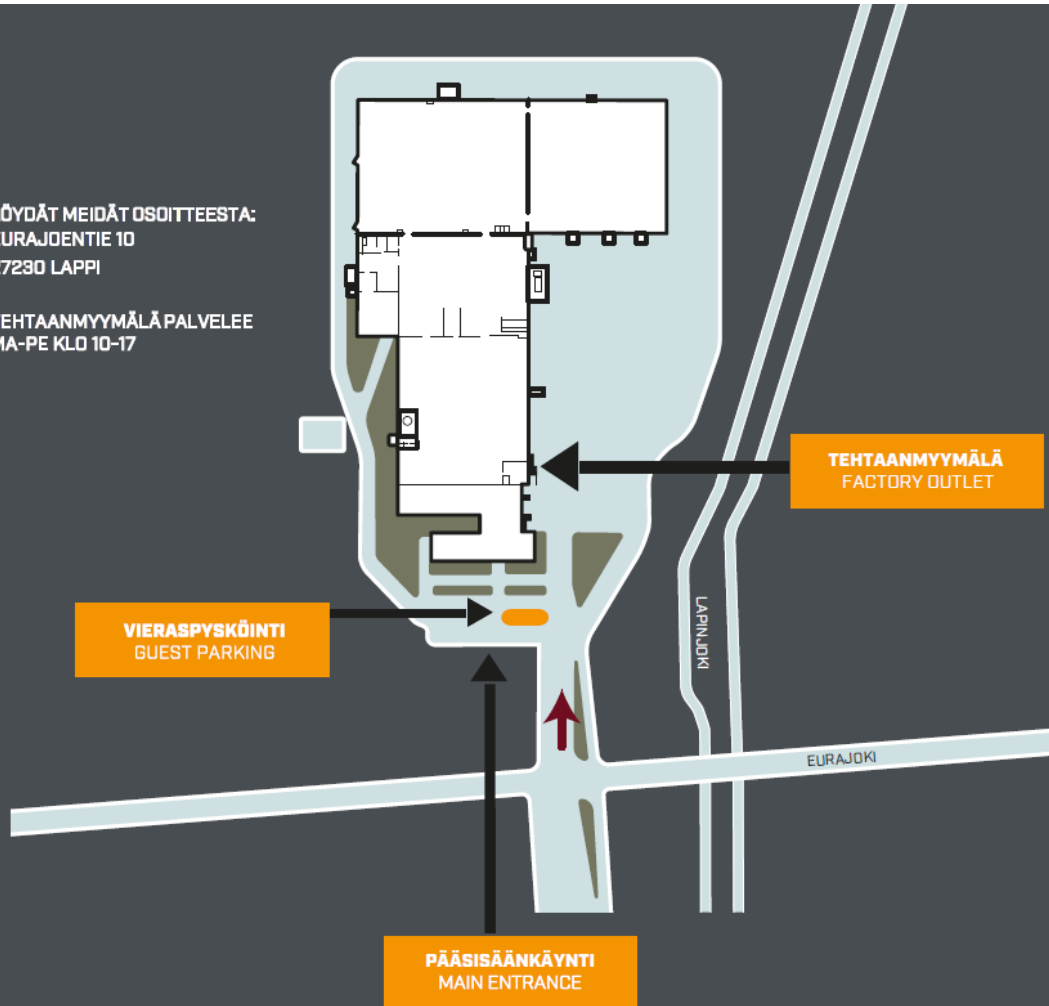 ÖYDÄT MEIDÄT OSOITTEESTA:
URAJOENTIE 10
7230 LAPPI
EHTAANMYYMÄLÄ PALVELEE
MA-PE KLO 10-17
TEHTAANMYYMÄLÄ
FACTORY OUTLET
VIERASPYSKÖINTI
GUEST PARKING
LAPINJOKI
EURAJOKI
PÄÄSISÄÄNKÄYNTI
MAIN ENTRANCE